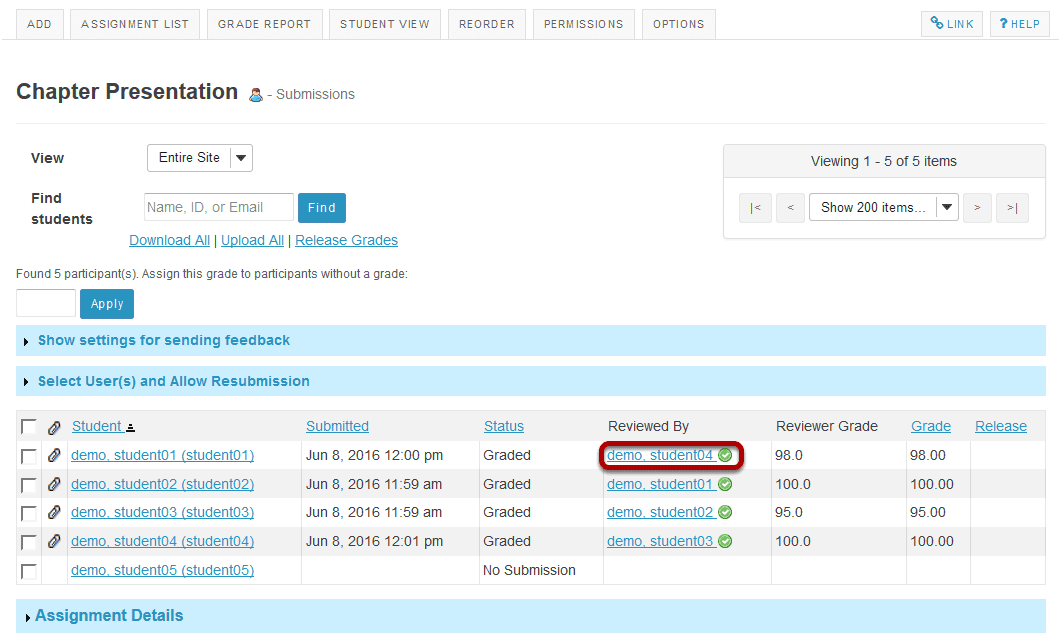 ADD ASSIGNMENT LIST GRADE REPORT STUDENT VIEW REORDER PERMISSIONS OPTIONS LINK ? HELP
Chapter Presentation - Submissions
View Entire Site
Viewing 1 - 5 of 5 items
Find students Name, ID, or Email Find
|< < Show 200 items... > >|
Download All | Upload All | Release Grades
Found 5 participant(s). Assign this grade to participants without a grade:
Apply
Show settings for sending feedback
Select User(s) and Allow Resubmission
Student Submitted Status Reviewed By Reviewer Grade Grade Release
demo, student01 (student01) Jun 8, 2016 12:00 pm Graded demo, student04 98.0 98.00
demo, student02 (student02) Jun 8, 2016 11:59 am Graded demo, student01 100.0 100.00
demo, student03 (student03) Jun 8, 2016 11:59 am Graded demo, student02 95.0 95.00
demo, student04 (student04) Jun 8, 2016 12:01 pm Graded demo, student03 100.0 100.00
demo, student05 (student05) No Submission
Assignment Details